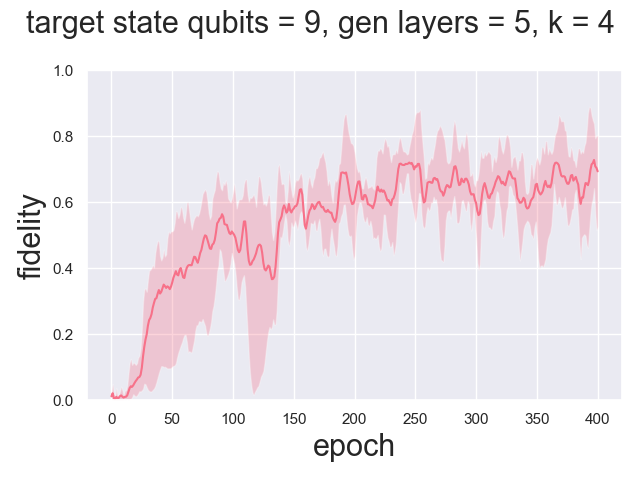 target state qubits = 9, gen layers = 5, k = 4
1.0
0.8
0.6
0.4
0.2
0.0
fidelity
0 50 100 150 200 250 300 350 400
epoch